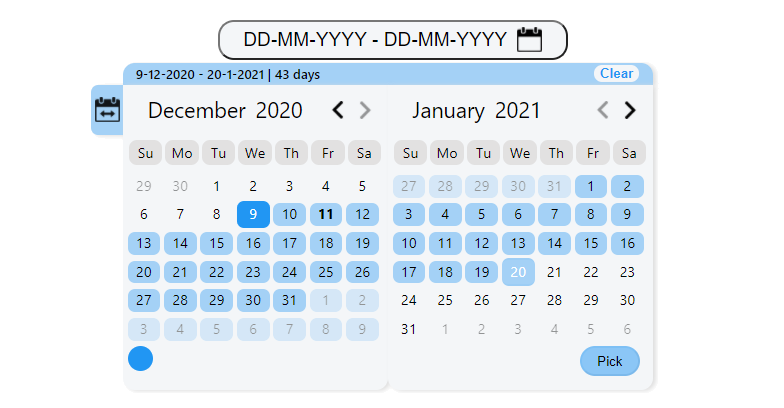 DD-MM-YYYY - DD-MM-YYYY
9-12-2020 - 20-1-2021 | 43 days
Clear
December 2020
Su Mo Tu We Th Fr Sa
29 30 1 2 3 4 5
6 7 8 9 10 11 12
13 14 15 16 17 18 19
20 21 22 23 24 25 26
27 28 29 30 31 1 2
3 4 5 6 7 8 9
January 2021
Su Mo Tu We Th Fr Sa
27 28 29 30 31 1 2
3 4 5 6 7 8 9
10 11 12 13 14 15 16
17 18 19 20 21 22 23
24 25 26 27 28 29 30
31 1 2 3 4 5 6
Pick